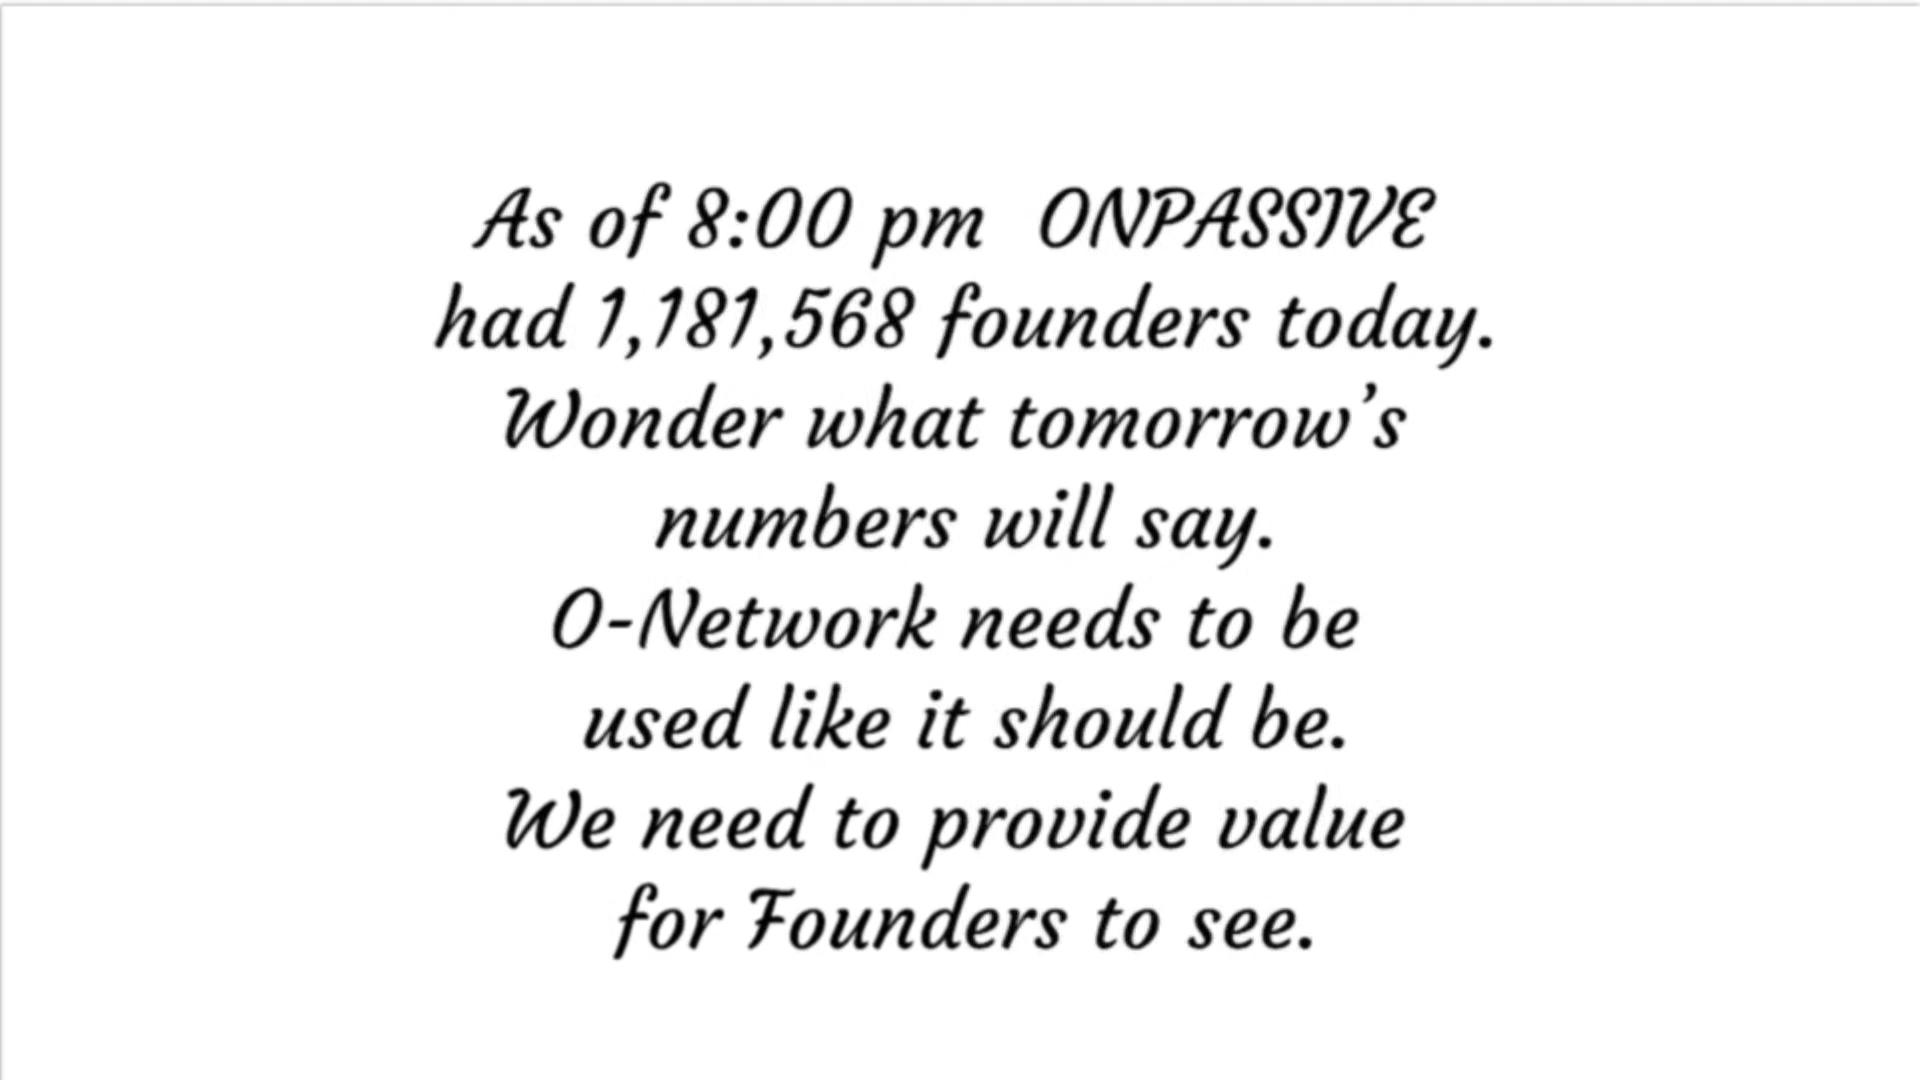 As of 8:00 pm ONPASSIVE
had 1,181,568 founders today.
Wonder what tomorrow’s
numbers will say.
O-Network needs to be
used like it should be.
We need to provide value
for Founders to see.